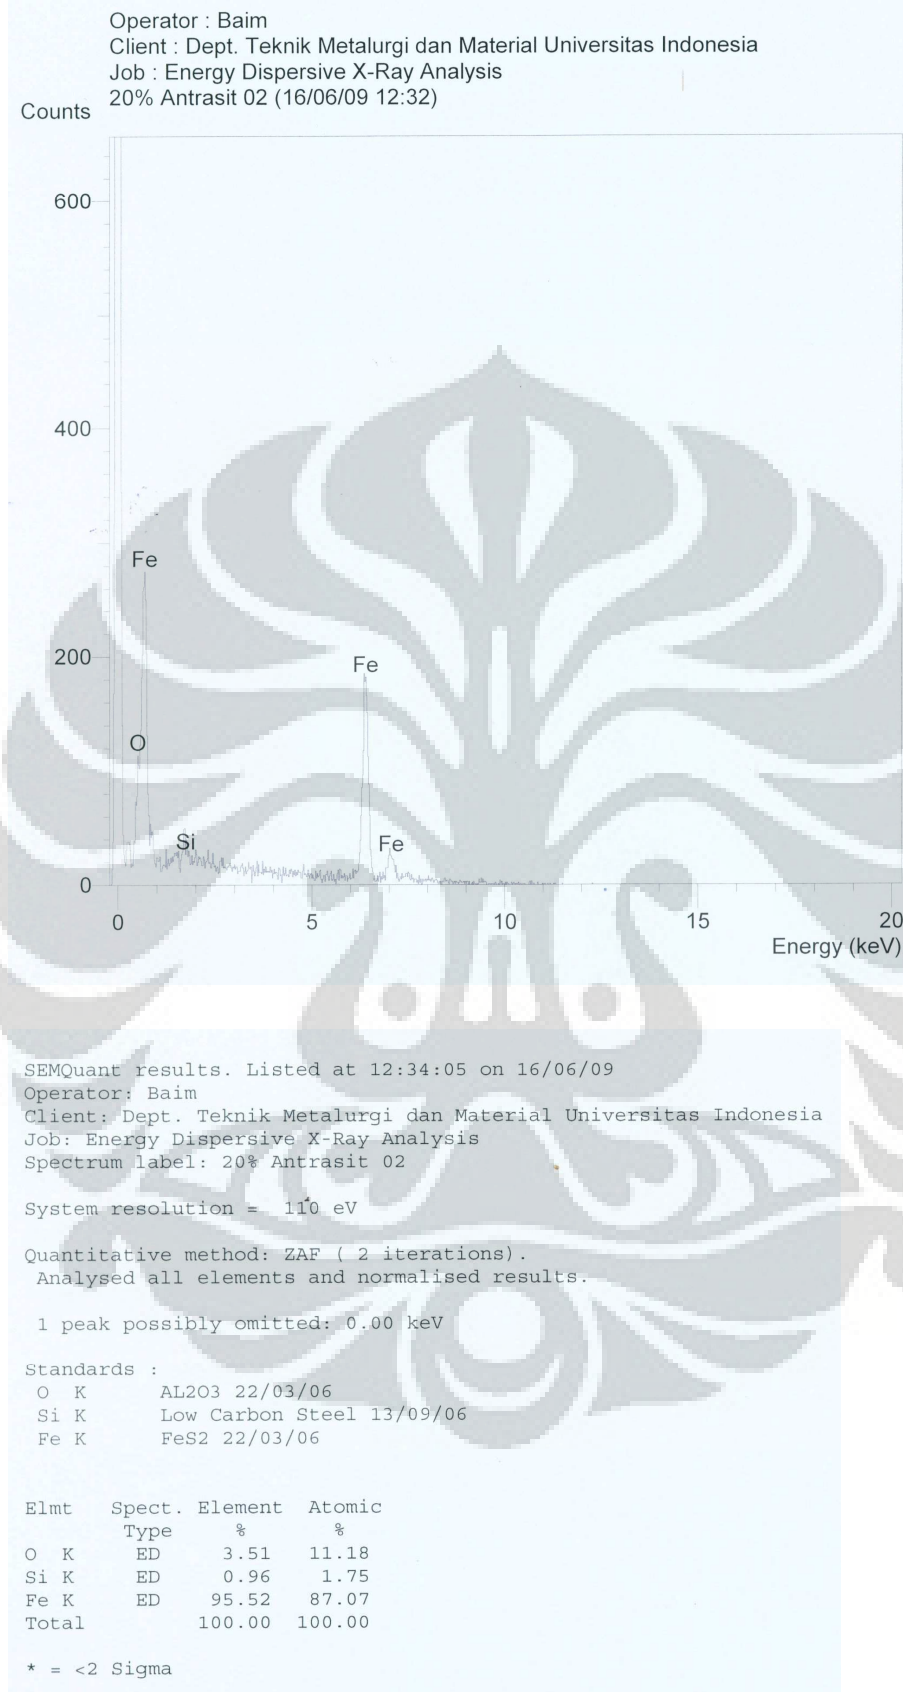 Operator : Baim
Client : Dept. Teknik Metalurgi dan Material Universitas Indonesia
Job : Energy Dispersive X-Ray Analysis
20% Antrasit 02 (16/06/09 12:32)
Counts
600
400
Fe
200
Fe
O
Si
Fe
0
0 5 10 15 20
Energy (keV)
SEMQuant results. Listed at 12:34:05 on 16/06/09
Operator: Baim
Client: Dept. Teknik Metalurgi dan Material Universitas Indonesia
Job: Energy Dispersive X-Ray Analysis
Spectrum label: 20% Antrasit 02
System resolution = 110 eV
Quantitative method: ZAF ( 2 iterations).
Analysed all elements and normalised results.
1 peak possibly omitted: 0.00 keV
Standards :
O K AL2O3 22/03/06
Si K Low Carbon Steel 13/09/06
Fe K FeS2 22/03/06
Elmt Spect. Element Atomic
Type % %
O K ED 3.51 11.18
Si K ED 0.96 1.75
Fe K ED 95.52 87.07
Total 100.00 100.00
* = <2 Sigma